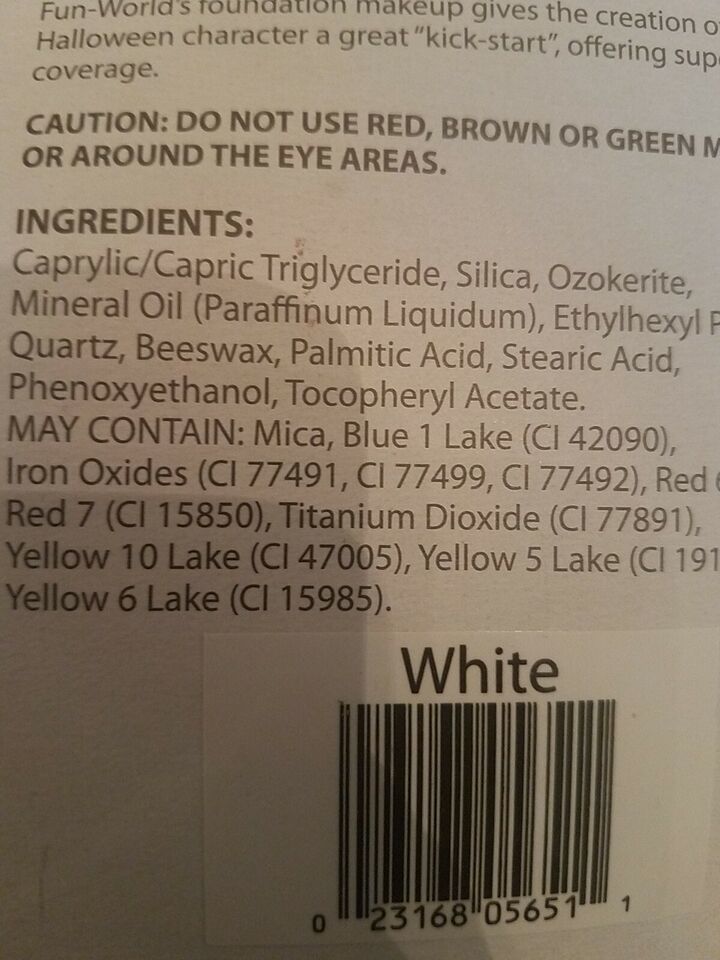 Fun-World's foundation makeup gives the creation
Halloween character a great "kick-start", offering
coverage.
CAUTION: DO NOT USE RED, BROWN OR GREEN
OR AROUND THE EYE AREAS.
INGREDIENTS:
Caprylic/Capric Triglyceride, Silica, Ozokerite,
Mineral Oil (Paraffinum Liquidum), Ethylhexyl
Quartz, Beeswax, Palmitic Acid, Stearic Acid,
Phenoxyethanol, Tocopheryl Acetate.
MAY CONTAIN: Mica, Blue 1 Lake (CI 42090),
Iron Oxides (CI 77491, CI 77499, CI 77492), Red
Red 7 (CI 15850), Titanium Dioxide (CI 77891),
Yellow 10 Lake (CI 47005), Yellow 5 Lake (CI 191
Yellow 6 Lake (CI 15985).
White
0 23168 05651 1